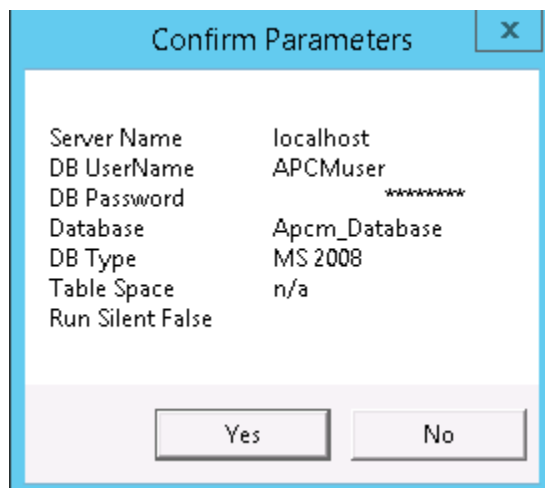 Confirm Parameters
x
Server Name localhost
DB UserName APCMuser
DB Password ********
Database Apcm_Database
DB Type MS 2008
Table Space n/a
Run Silent False
Yes No